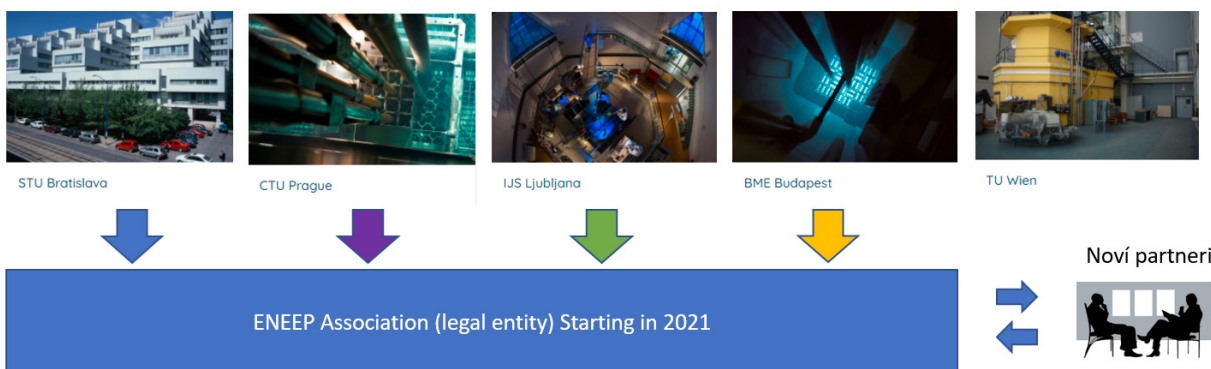 STU Bratislava
CTU Prague
IJS Ljubljana
BME Budapest
TU Wien
Noví partneri
ENEEP Association (legal entity) Starting in 2021